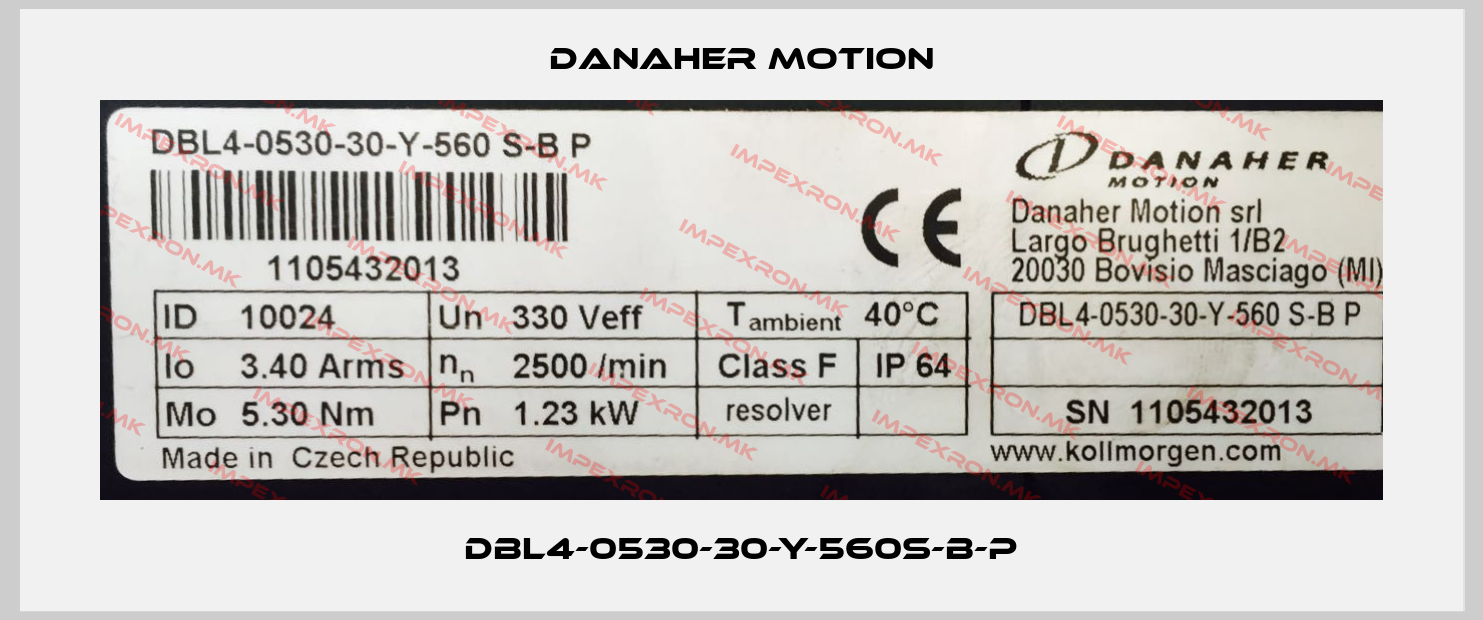 DANAHER MOTION
DBL4-0530-30-Y-560 S-B P
1105432013
CE
DANAHER
MOTION
Danaher Motion srl
Largo Brughetti 1/B2
20030 Bovisio Masciago (MI)
ID 10024 Un 330 Veff Tambient 40°C
Io 3.40 Arms nn 2500 /min Class F IP 64
Mo 5.30 Nm Pn 1.23 kW resolver
Made in Czech Republic
DBL4-0530-30-Y-560 S-B P
SN 1105432013
www.kollmorgen.com
IMPEXRON.MK
DBL4-0530-30-Y-560S-B-P